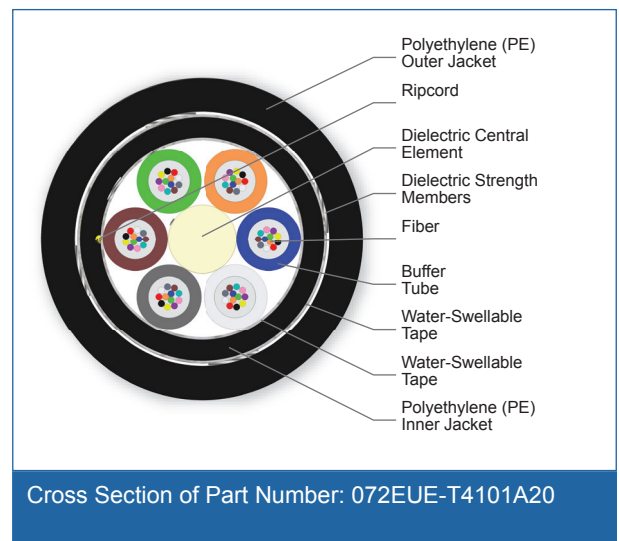 Polyethylene (PE)
Outer Jacket
Ripcord
Dielectric Central
Element
Dielectric Strength
Members
Fiber
Buffer
Tube
Water-Swellable
Tape
Water-Swellable
Tape
Polyethylene (PE)
Inner Jacket
Cross Section of Part Number: 072EUE-T4101A20